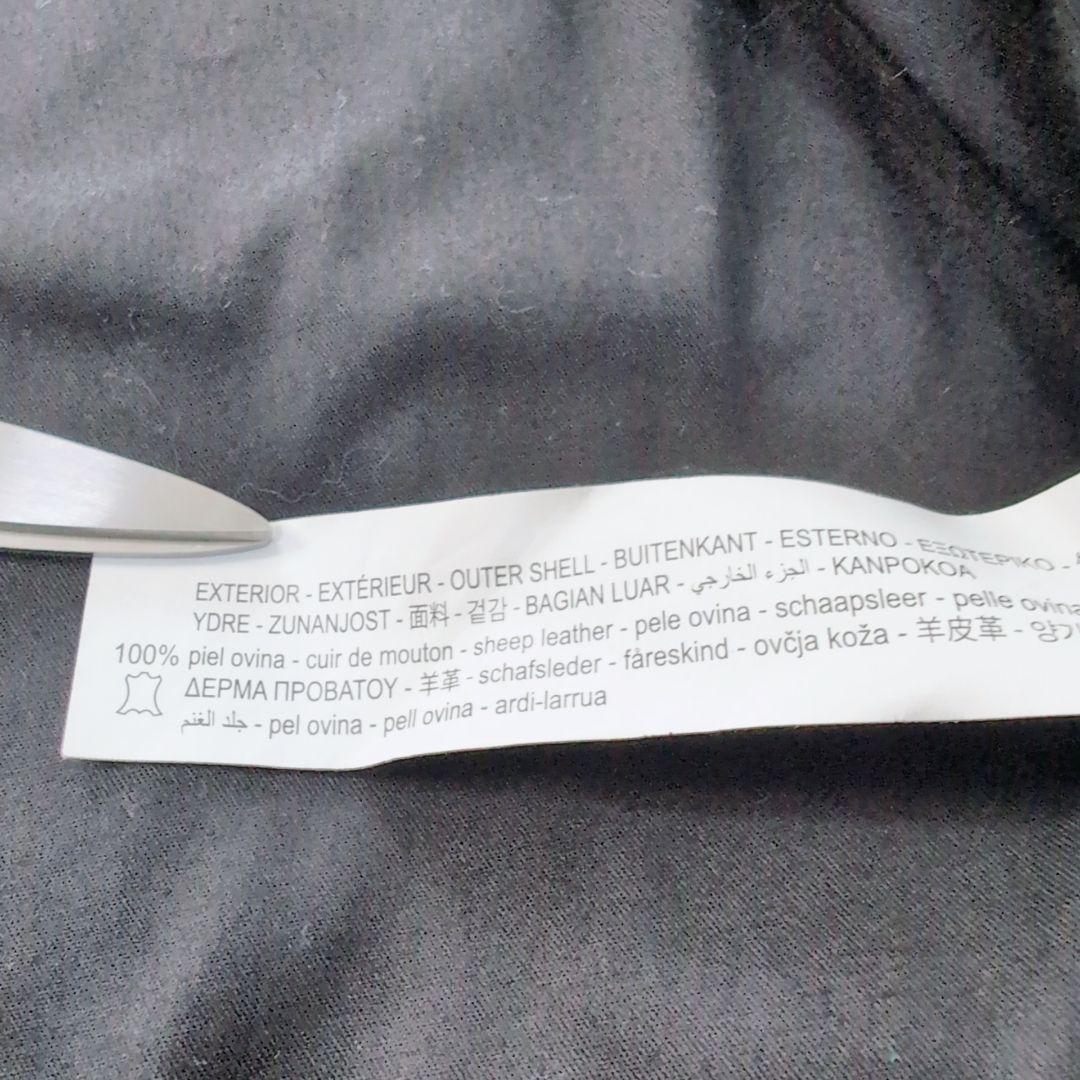 EXTERIOR - EXTÉRIEUR - OUTER SHELL - BUITENKANT - ESTERNO - ΕΞΩΤΕΡΙΚΟ -
YDRE - ZUNANJOST - 面料 - 겉감 - BAGIAN LUAR - الجزء الخارجي - KANPOKOA
100% piel ovina - cuir de mouton - sheep leather - pele ovina - schaapsleer - pelle ovina
ΔΕΡΜΑ ΠΡΟΒΑΤΟΥ - 羊革 - schafsleder - fåreskind - ovčja koža - 羊皮革 -
جلد الغنم - pel ovina - pell ovina - ardi-larrua